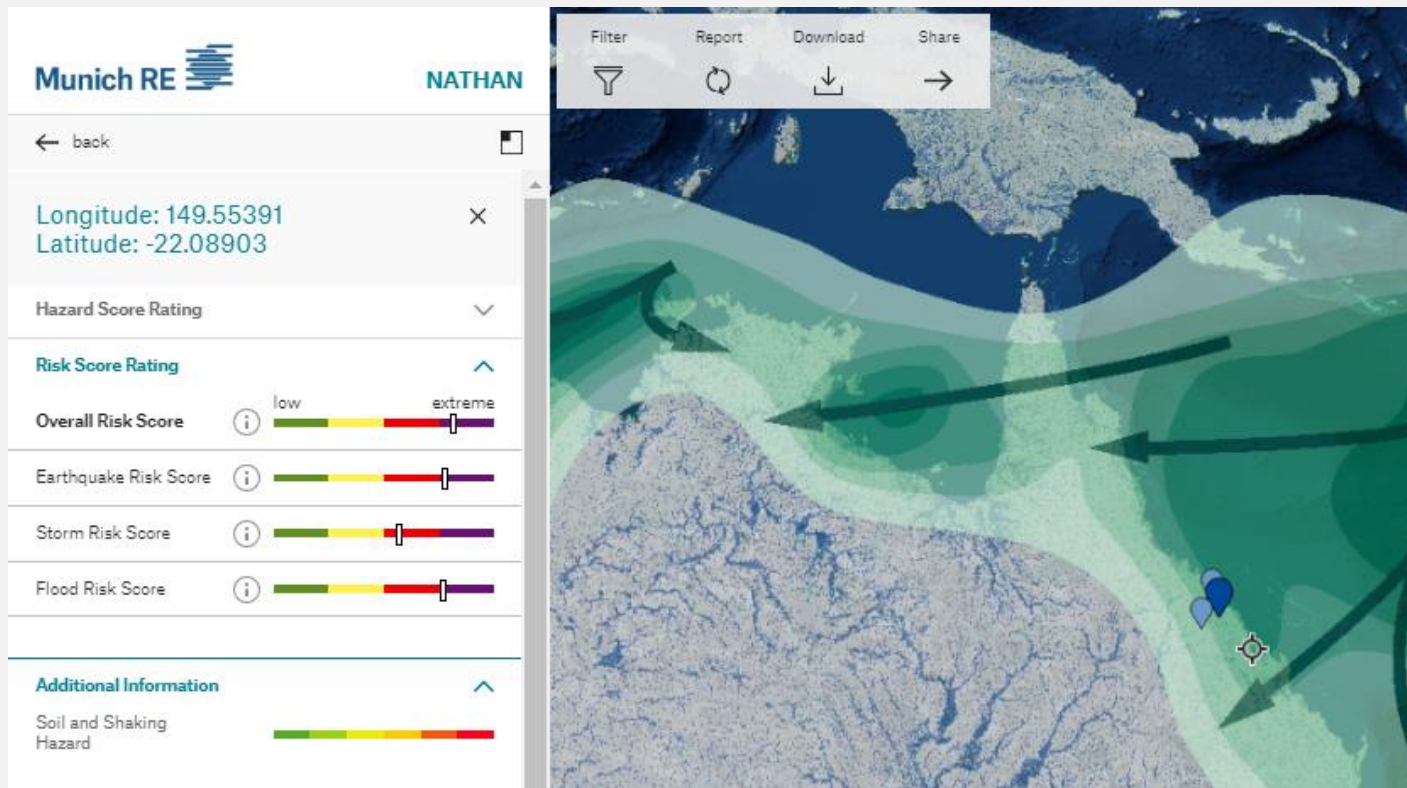 Munich RE
NATHAN
Filter Report Download Share
back
Longitude: 149.55391
Latitude: -22.08903
Hazard Score Rating
Risk Score Rating
low extreme
Overall Risk Score
Earthquake Risk Score
Storm Risk Score
Flood Risk Score
Additional Information
Soil and Shaking
Hazard